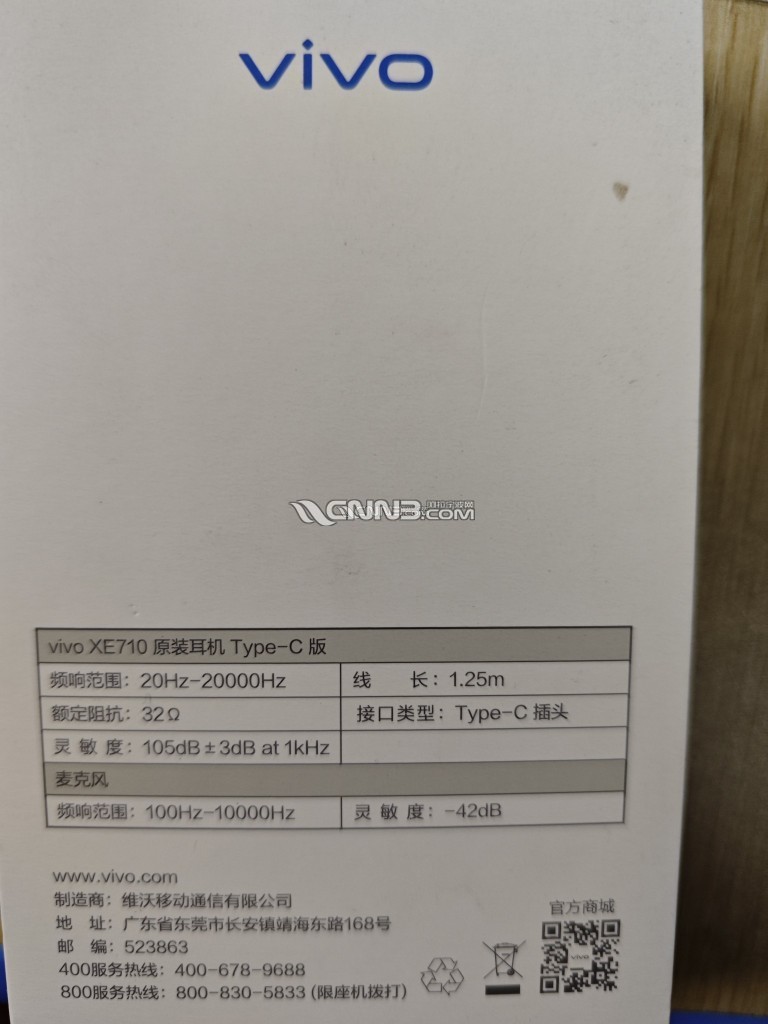 vivo
CNNB.COM
vivo XE710 原装耳机 Type-C 版
频响范围：20Hz-20000Hz 线 长：1.25m
额定阻抗：32Ω 接口类型：Type-C 插头
灵 敏 度：105dB±3dB at 1kHz
麦克风
频响范围：100Hz-10000Hz 灵 敏 度：-42dB
www.vivo.com
制造商：维沃移动通信有限公司
地 址：广东省东莞市长安镇靖海东路168号
邮 编：523863
400服务热线：400-678-9688
800服务热线：800-830-5833 (限座机拨打)
官方商城
vivo